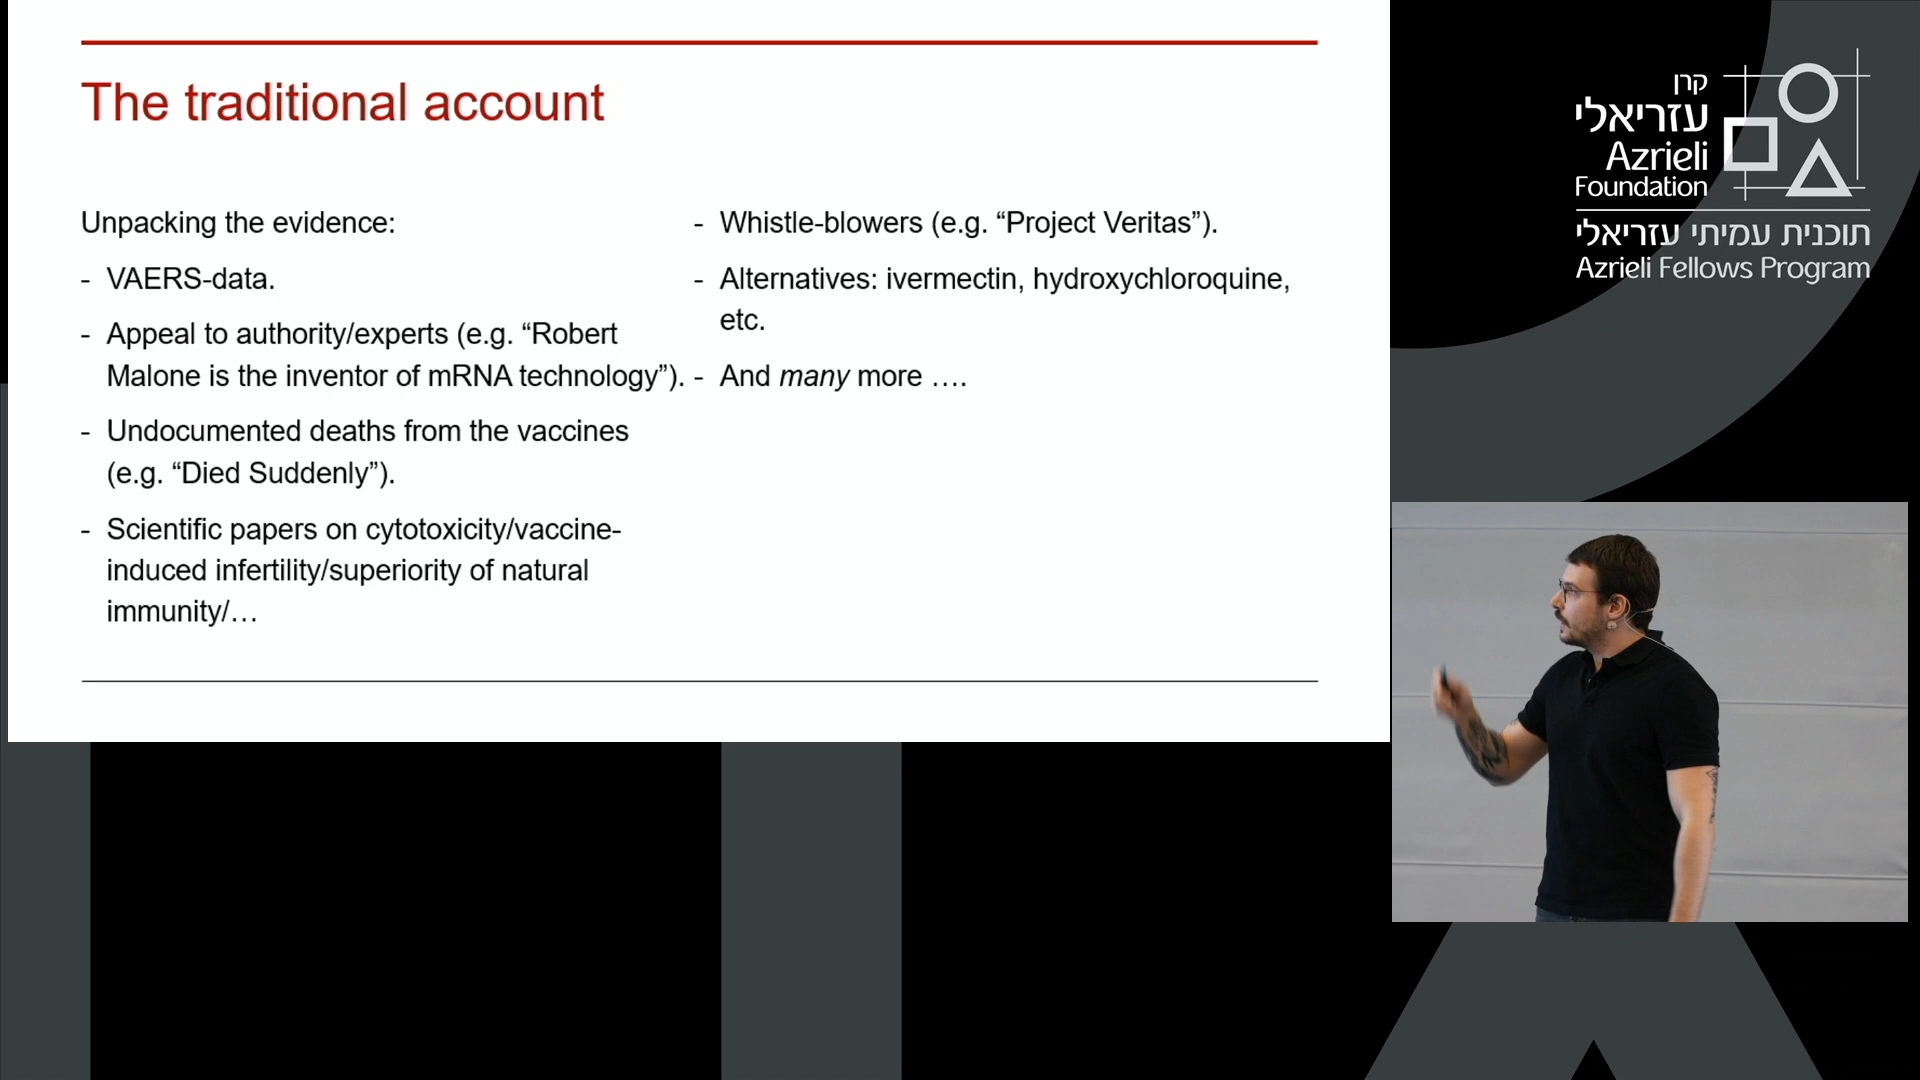 The traditional account
Unpacking the evidence:
- VAERS-data.
- Appeal to authority/experts (e.g. “Robert
Malone is the inventor of mRNA technology”).
- Undocumented deaths from the vaccines
(e.g. “Died Suddenly”).
- Scientific papers on cytotoxicity/vaccine-
induced infertility/superiority of natural
immunity/…
- Whistle-blowers (e.g. “Project Veritas”).
- Alternatives: ivermectin, hydroxychloroquine,
etc.
- And many more ….
קרן
עזריאלי
Azrieli
Foundation
תוכנית עמיתי עזריאלי
Azrieli Fellows Program